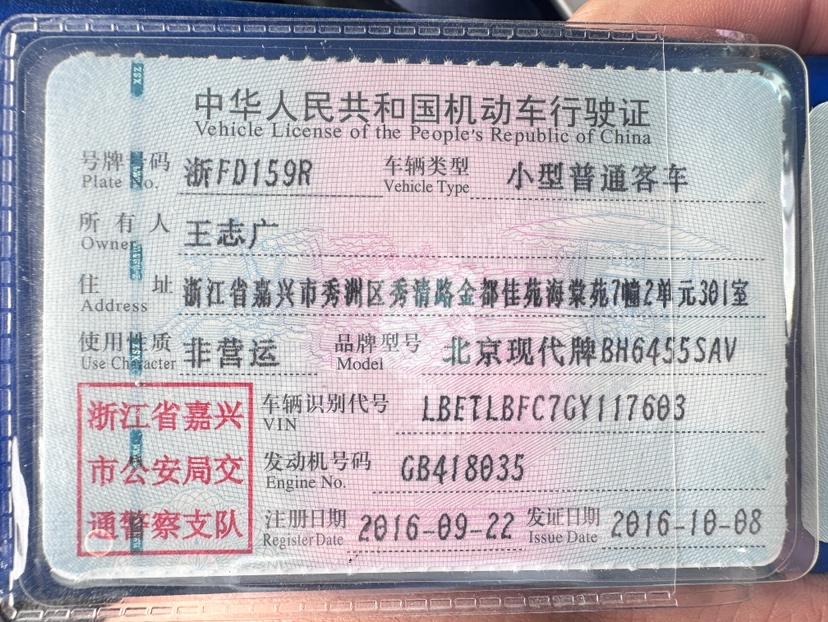 中华人民共和国机动车行驶证
Vehicle License of the People's Republic of China
号牌号码 浙FD159R 车辆类型 小型普通客车
Plate No. Vehicle Type
所有人 王志广
Owner
住址 浙江省嘉兴市秀洲区秀清路金都佳苑海棠苑7幢2单元301室
Address
使用性质 非营运 品牌型号 北京现代牌BH6455SAV
Use Character Model
浙江省嘉兴
市公安局交
通警察支队
车辆识别代号 LBETLBFC7GY117603
VIN
发动机号码 GB418035
Engine No.
注册日期 2016-09-22 发证日期 2016-10-08
Register Date Issue Date